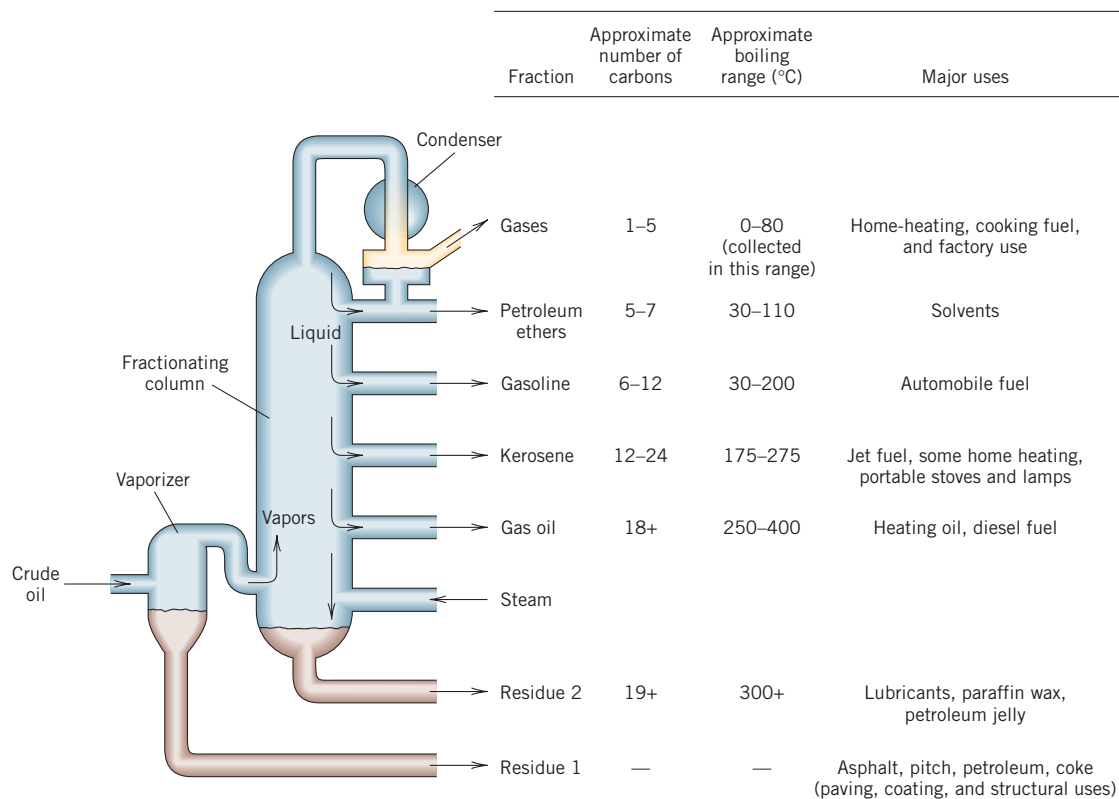 Approximate Approximate
number of boiling
Fraction carbons range (°C) Major uses
Condenser
Gases 1–5 0–80 Home-heating, cooking fuel,
(collected and factory use
in this range)
Petroleum 5–7 30–110 Solvents
ethers
Liquid
Fractionating
column
Gasoline 6–12 30–200 Automobile fuel
Kerosene 12–24 175–275 Jet fuel, some home heating,
portable stoves and lamps
Vaporizer
Vapors
Gas oil 18+ 250–400 Heating oil, diesel fuel
Crude
oil
Steam
Residue 2 19+ 300+ Lubricants, paraffin wax,
petroleum jelly
Residue 1 — — Asphalt, pitch, petroleum, coke
(paving, coating, and structural uses)